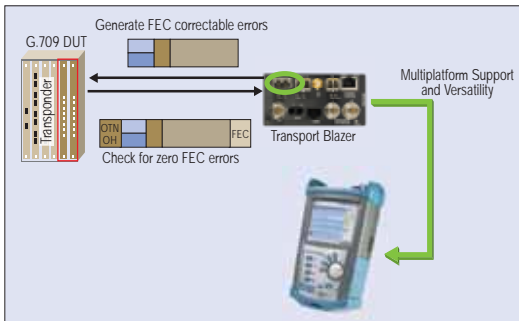 Generate FEC correctable errors
G.709 DUT
Transponder
Multiplatform Support
and Versatility
OTN
OH
FEC
Transport Blazer
Check for zero FEC errors